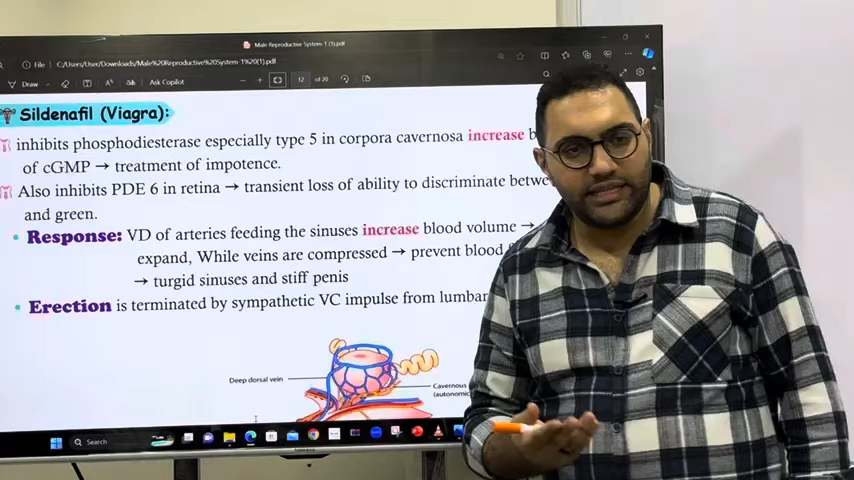 Male Reproductive System-1 (1).pdf
File
C:/Users/User/Downloads/Male%20Reproductive%20System-1%20(1).pdf
Draw
Ask Copilot
12 of 20
Sildenafil (Viagra):
inhibits phosphodiesterase especially type 5 in corpora cavernosa increase
of cGMP → treatment of impotence.
Also inhibits PDE 6 in retina → transient loss of ability to discriminate
and green.
• Response: VD of arteries feeding the sinuses increase blood volume →
expand, While veins are compressed → prevent blood
→ turgid sinuses and stiff penis
• Erection is terminated by sympathetic VC impulse from
Deep dorsal vein
Cavernous
(autonomic)
Search